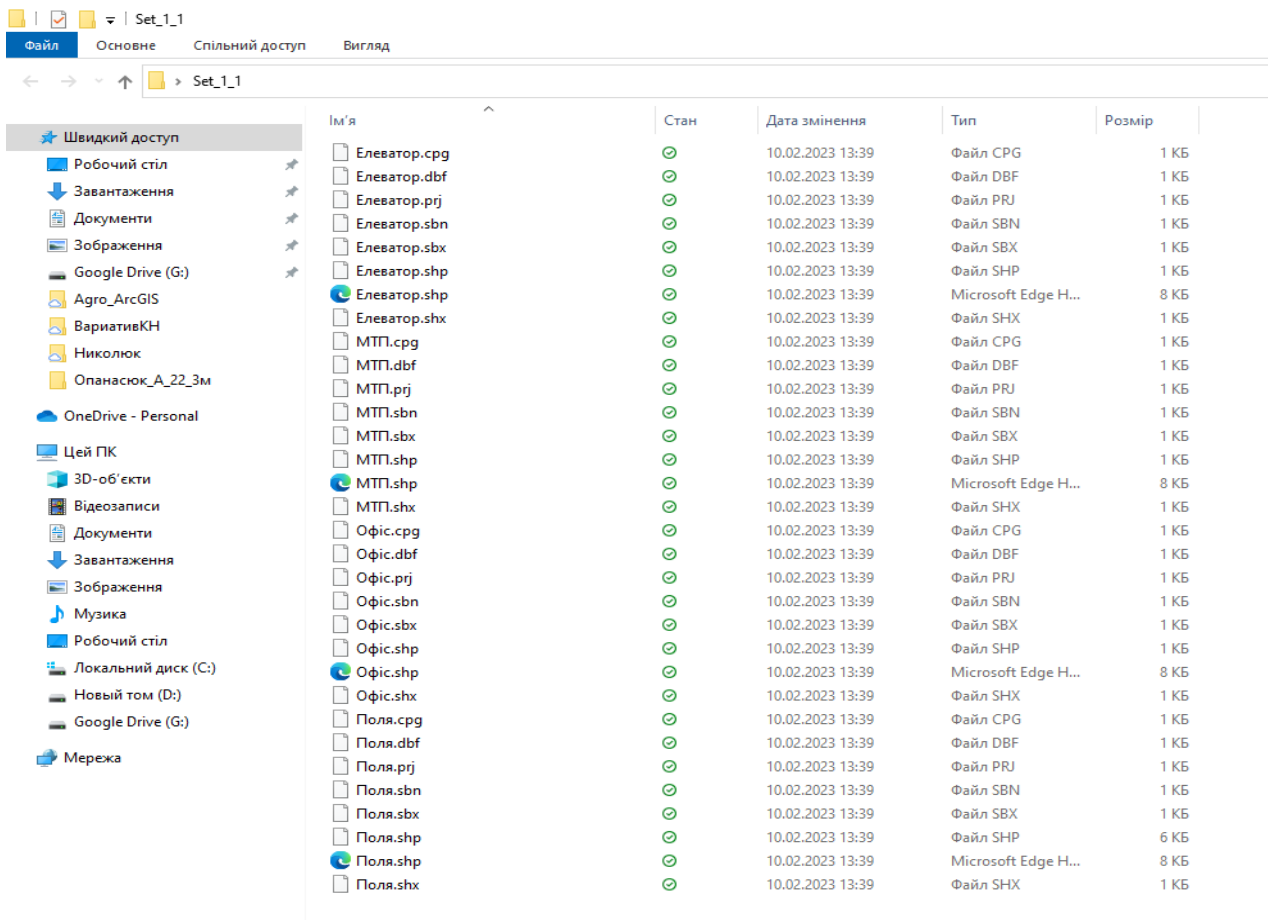 Set_1_1
Файл Основне Спільний доступ Вигляд
Set_1_1
Швидкий доступ
Робочий стіл
Завантаження
Документи
Зображення
Google Drive (G:)
Agro_ArcGIS
ВариативКН
Николюк
Опанасюк_А_22_3м
OneDrive - Personal
Цей ПК
3D-об'єкти
Відеозаписи
Документи
Завантаження
Зображення
Музика
Робочий стіл
Локальний диск (C:)
Новый том (D:)
Google Drive (G:)
Мережа
Ім'я Стан Дата змінення Тип Розмір
Елеватор.cpg 10.02.2023 13:39 Файл CPG 1 КБ
Елеватор.dbf 10.02.2023 13:39 Файл DBF 1 КБ
Елеватор.prj 10.02.2023 13:39 Файл PRJ 1 КБ
Елеватор.sbn 10.02.2023 13:39 Файл SBN 1 КБ
Елеватор.sbx 10.02.2023 13:39 Файл SBX 1 КБ
Елеватор.shp 10.02.2023 13:39 Файл SHP 1 КБ
Елеватор.shp 10.02.2023 13:39 Microsoft Edge H... 8 КБ
Елеватор.shx 10.02.2023 13:39 Файл SHX 1 КБ
МТП.cpg 10.02.2023 13:39 Файл CPG 1 КБ
МТП.dbf 10.02.2023 13:39 Файл DBF 1 КБ
МТП.prj 10.02.2023 13:39 Файл PRJ 1 КБ
МТП.sbn 10.02.2023 13:39 Файл SBN 1 КБ
МТП.sbx 10.02.2023 13:39 Файл SBX 1 КБ
МТП.shp 10.02.2023 13:39 Файл SHP 1 КБ
МТП.shp 10.02.2023 13:39 Microsoft Edge H... 8 КБ
МТП.shx 10.02.2023 13:39 Файл SHX 1 КБ
Офіс.cpg 10.02.2023 13:39 Файл CPG 1 КБ
Офіс.dbf 10.02.2023 13:39 Файл DBF 1 КБ
Офіс.prj 10.02.2023 13:39 Файл PRJ 1 КБ
Офіс.sbn 10.02.2023 13:39 Файл SBN 1 КБ
Офіс.sbx 10.02.2023 13:39 Файл SBX 1 КБ
Офіс.shp 10.02.2023 13:39 Файл SHP 1 КБ
Офіс.shp 10.02.2023 13:39 Microsoft Edge H... 8 КБ
Офіс.shx 10.02.2023 13:39 Файл SHX 1 КБ
Поля.cpg 10.02.2023 13:39 Файл CPG 1 КБ
Поля.dbf 10.02.2023 13:39 Файл DBF 1 КБ
Поля.prj 10.02.2023 13:39 Файл PRJ 1 КБ
Поля.sbn 10.02.2023 13:39 Файл SBN 1 КБ
Поля.sbx 10.02.2023 13:39 Файл SBX 1 КБ
Поля.shp 10.02.2023 13:39 Файл SHP 6 КБ
Поля.shp 10.02.2023 13:39 Microsoft Edge H... 8 КБ
Поля.shx 10.02.2023 13:39 Файл SHX 1 КБ